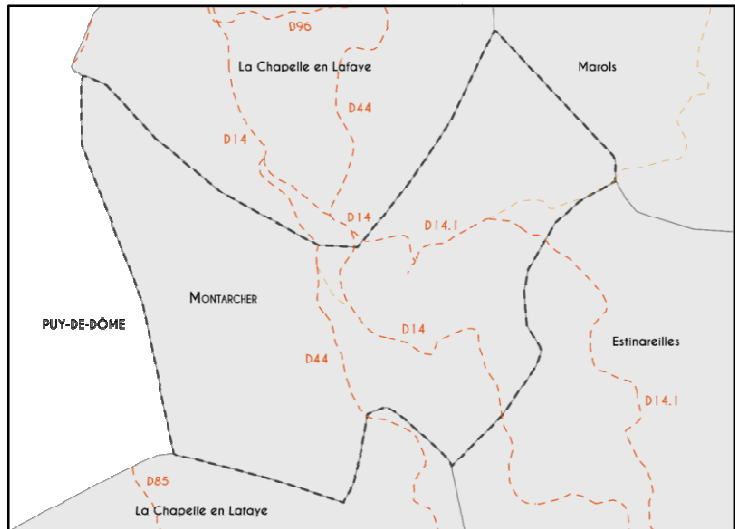 D96
La Chapelle en Lafaye
Marols
D44
D14
D14
D14.1
MONTARCHER
PUY-DE-DÔME
D14
Estinareilles
D44
D14.1
D85
La Chapelle en Lafaye